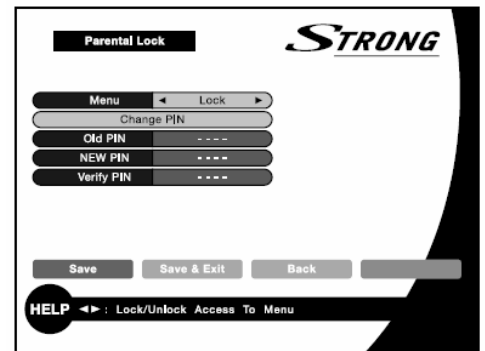 Parental Lock
STRONG
Menu ◄ Lock ►
Change PIN
Old PIN - - - -
NEW PIN - - - -
Verify PIN - - - -
Save Save & Exit Back
HELP ◄► : Lock/Unlock Access To Menu